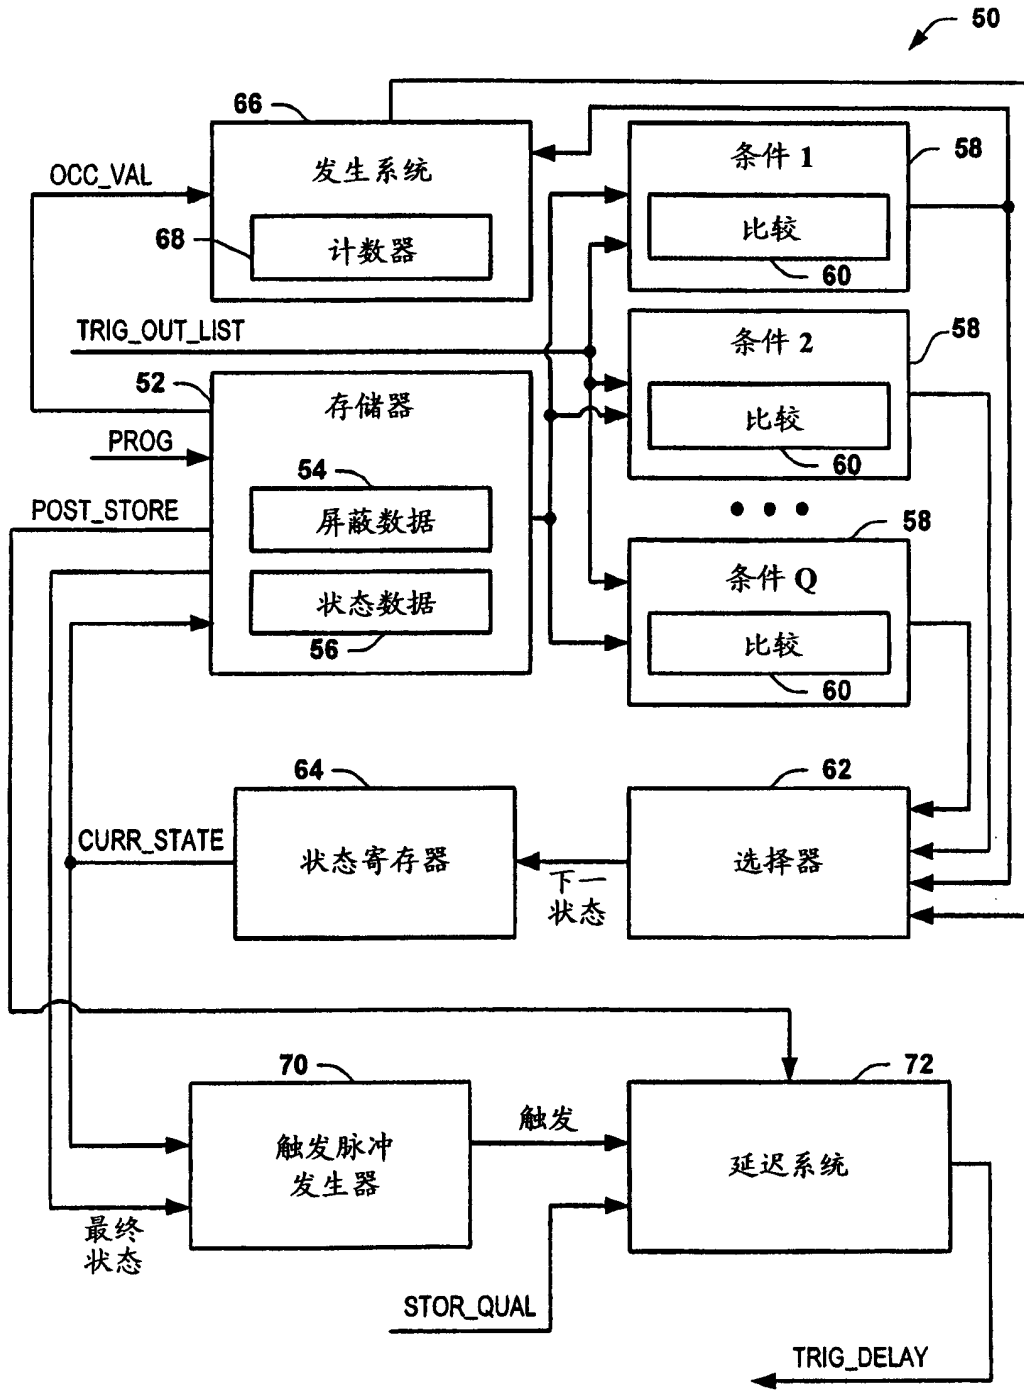 50
66
发生系统
OCC_VAL
68
计数器
条件 1
58
比较
60
TRIG_OUT_LIST
条件 2
58
比较
60
52
存储器
PROG
54
屏蔽数据
POST_STORE
状态数据
56
58
条件 Q
比较
60
64
状态寄存器
CURR_STATE
下一
状态
62
选择器
70
触发脉冲
发生器
触发
72
延迟系统
最终
状态
STOR_QUAL
TRIG_DELAY